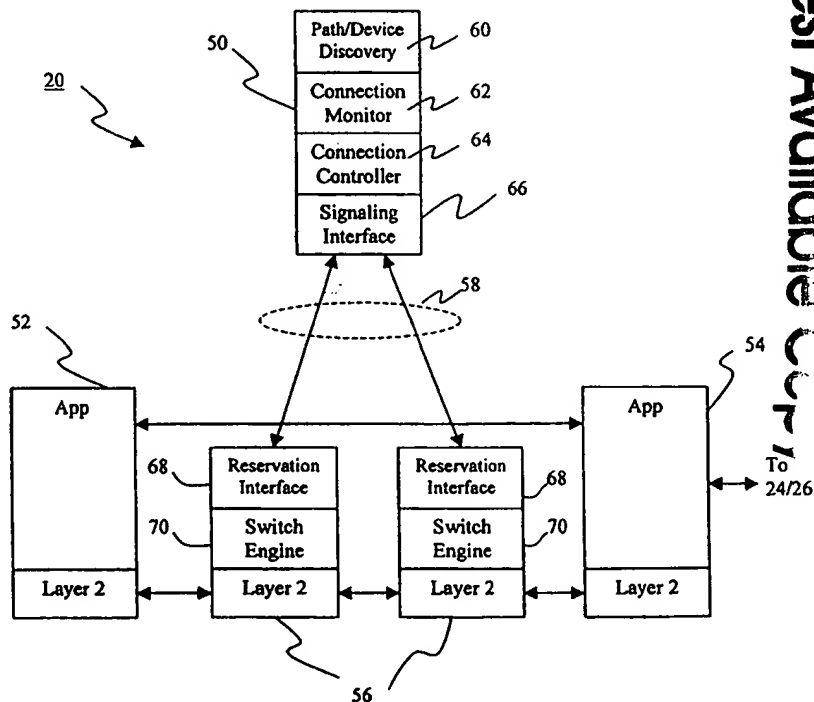 Path/Device
Discovery
60
50
20
Connection
Monitor
62
Connection
Controller
64
Signaling
Interface
66
58
52
54
App
App
68
Reservation
Interface
Reservation
Interface
68
To
24/26
70
Switch
Engine
Switch
Engine
70
Layer 2
Layer 2
Layer 2
Layer 2
56
Available